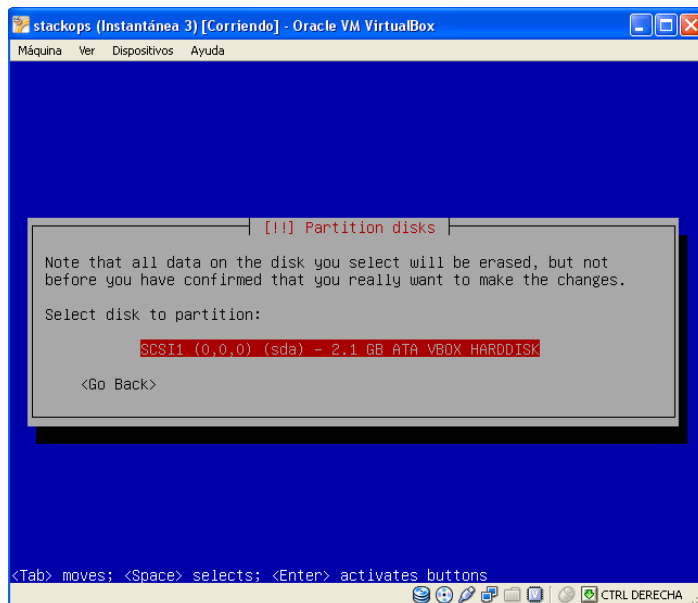 stackops (Instantánea 3) [Corriendo] - Oracle VM VirtualBox
Máquina Ver Dispositivos Ayuda
[!!] Partition disks
Note that all data on the disk you select will be erased, but not
before you have confirmed that you really want to make the changes.
Select disk to partition:
SCSI1 (0,0,0) (sda) - 2.1 GB ATA VBOX HARDDISK
<Go Back>
<Tab> moves; <Space> selects; <Enter> activates buttons
CTRL DERECHA